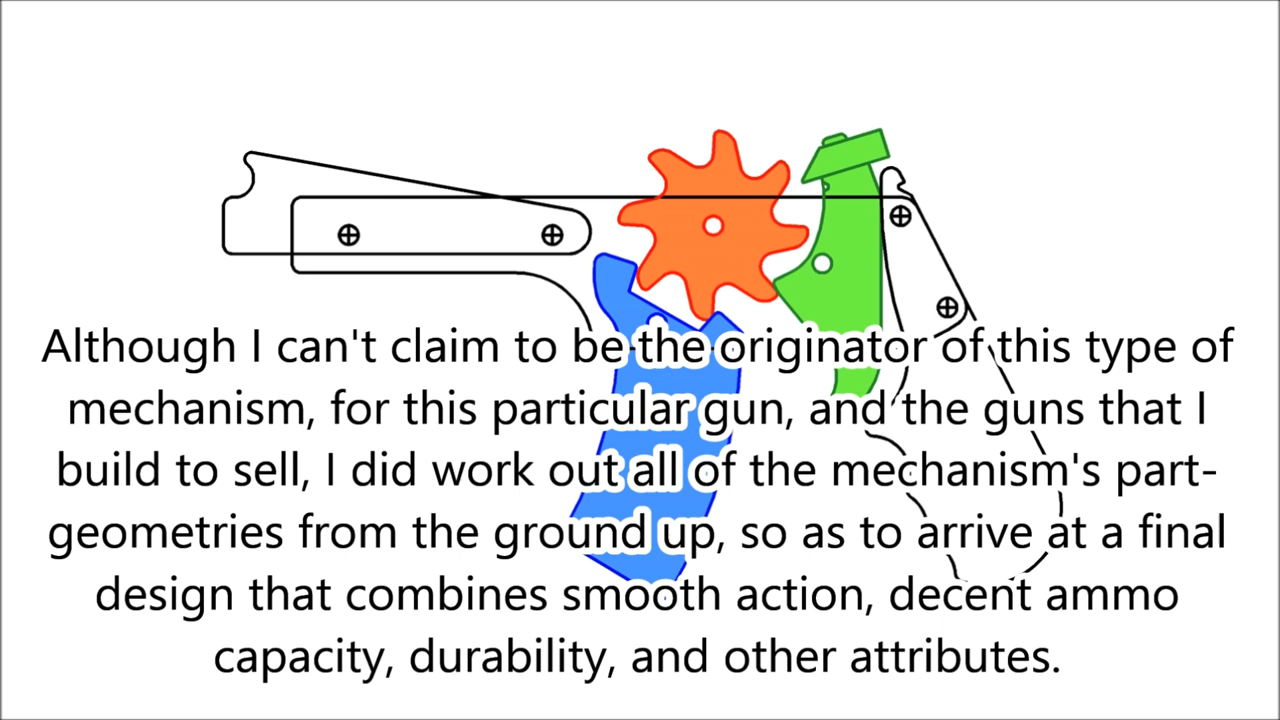 Although I can't claim to be the originator of this type of
mechanism, for this particular gun, and the guns that I
build to sell, I did work out all of the mechanism's part-
geometries from the ground up, so as to arrive at a final
design that combines smooth action, decent ammo
capacity, durability, and other attributes.